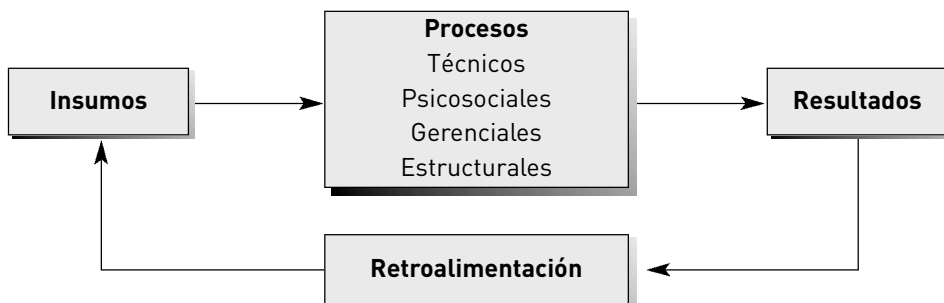 Procesos
Técnicos
Insumos
Psicosociales
Resultados
Gerenciales
Estructurales
Retroalimentación